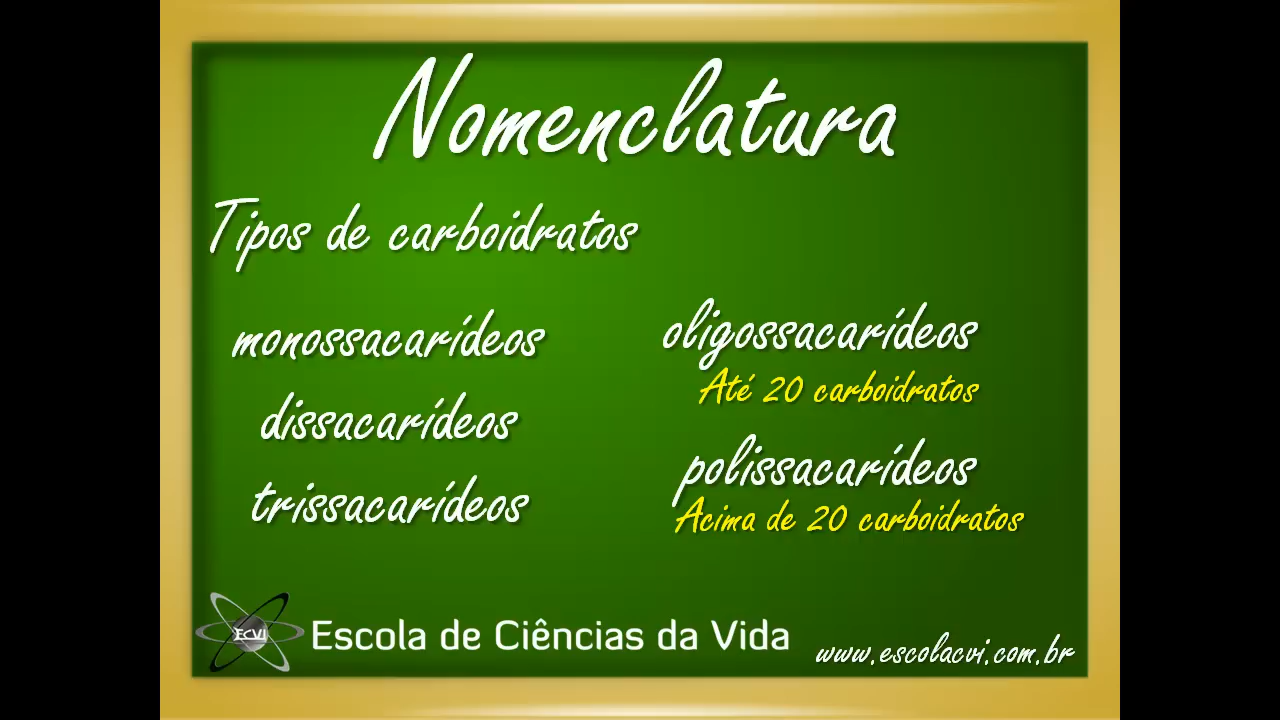 Nomenclatura
Tipos de carboidratos
monossacarídeos
dissacarídeos
trissacarídeos
oligossacarídeos
Até 20 carboidratos
polissacarídeos
Acima de 20 carboidratos
ECVI
Escola de Ciências da Vida
www.escolacvi.com.br